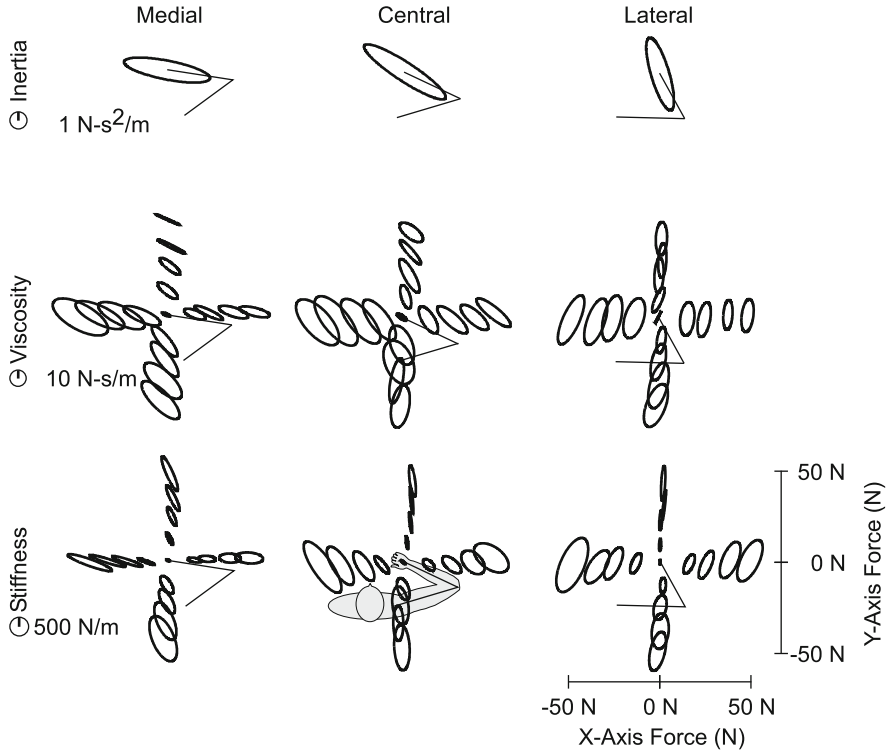 Medial
Central
Lateral
Inertia
1 N-s2/m
Viscosity
10 N-s/m
Stiffness
500 N/m
50 N
0 N
-50 N
Y-Axis Force (N)
-50 N
0 N
50 N
X-Axis Force (N)